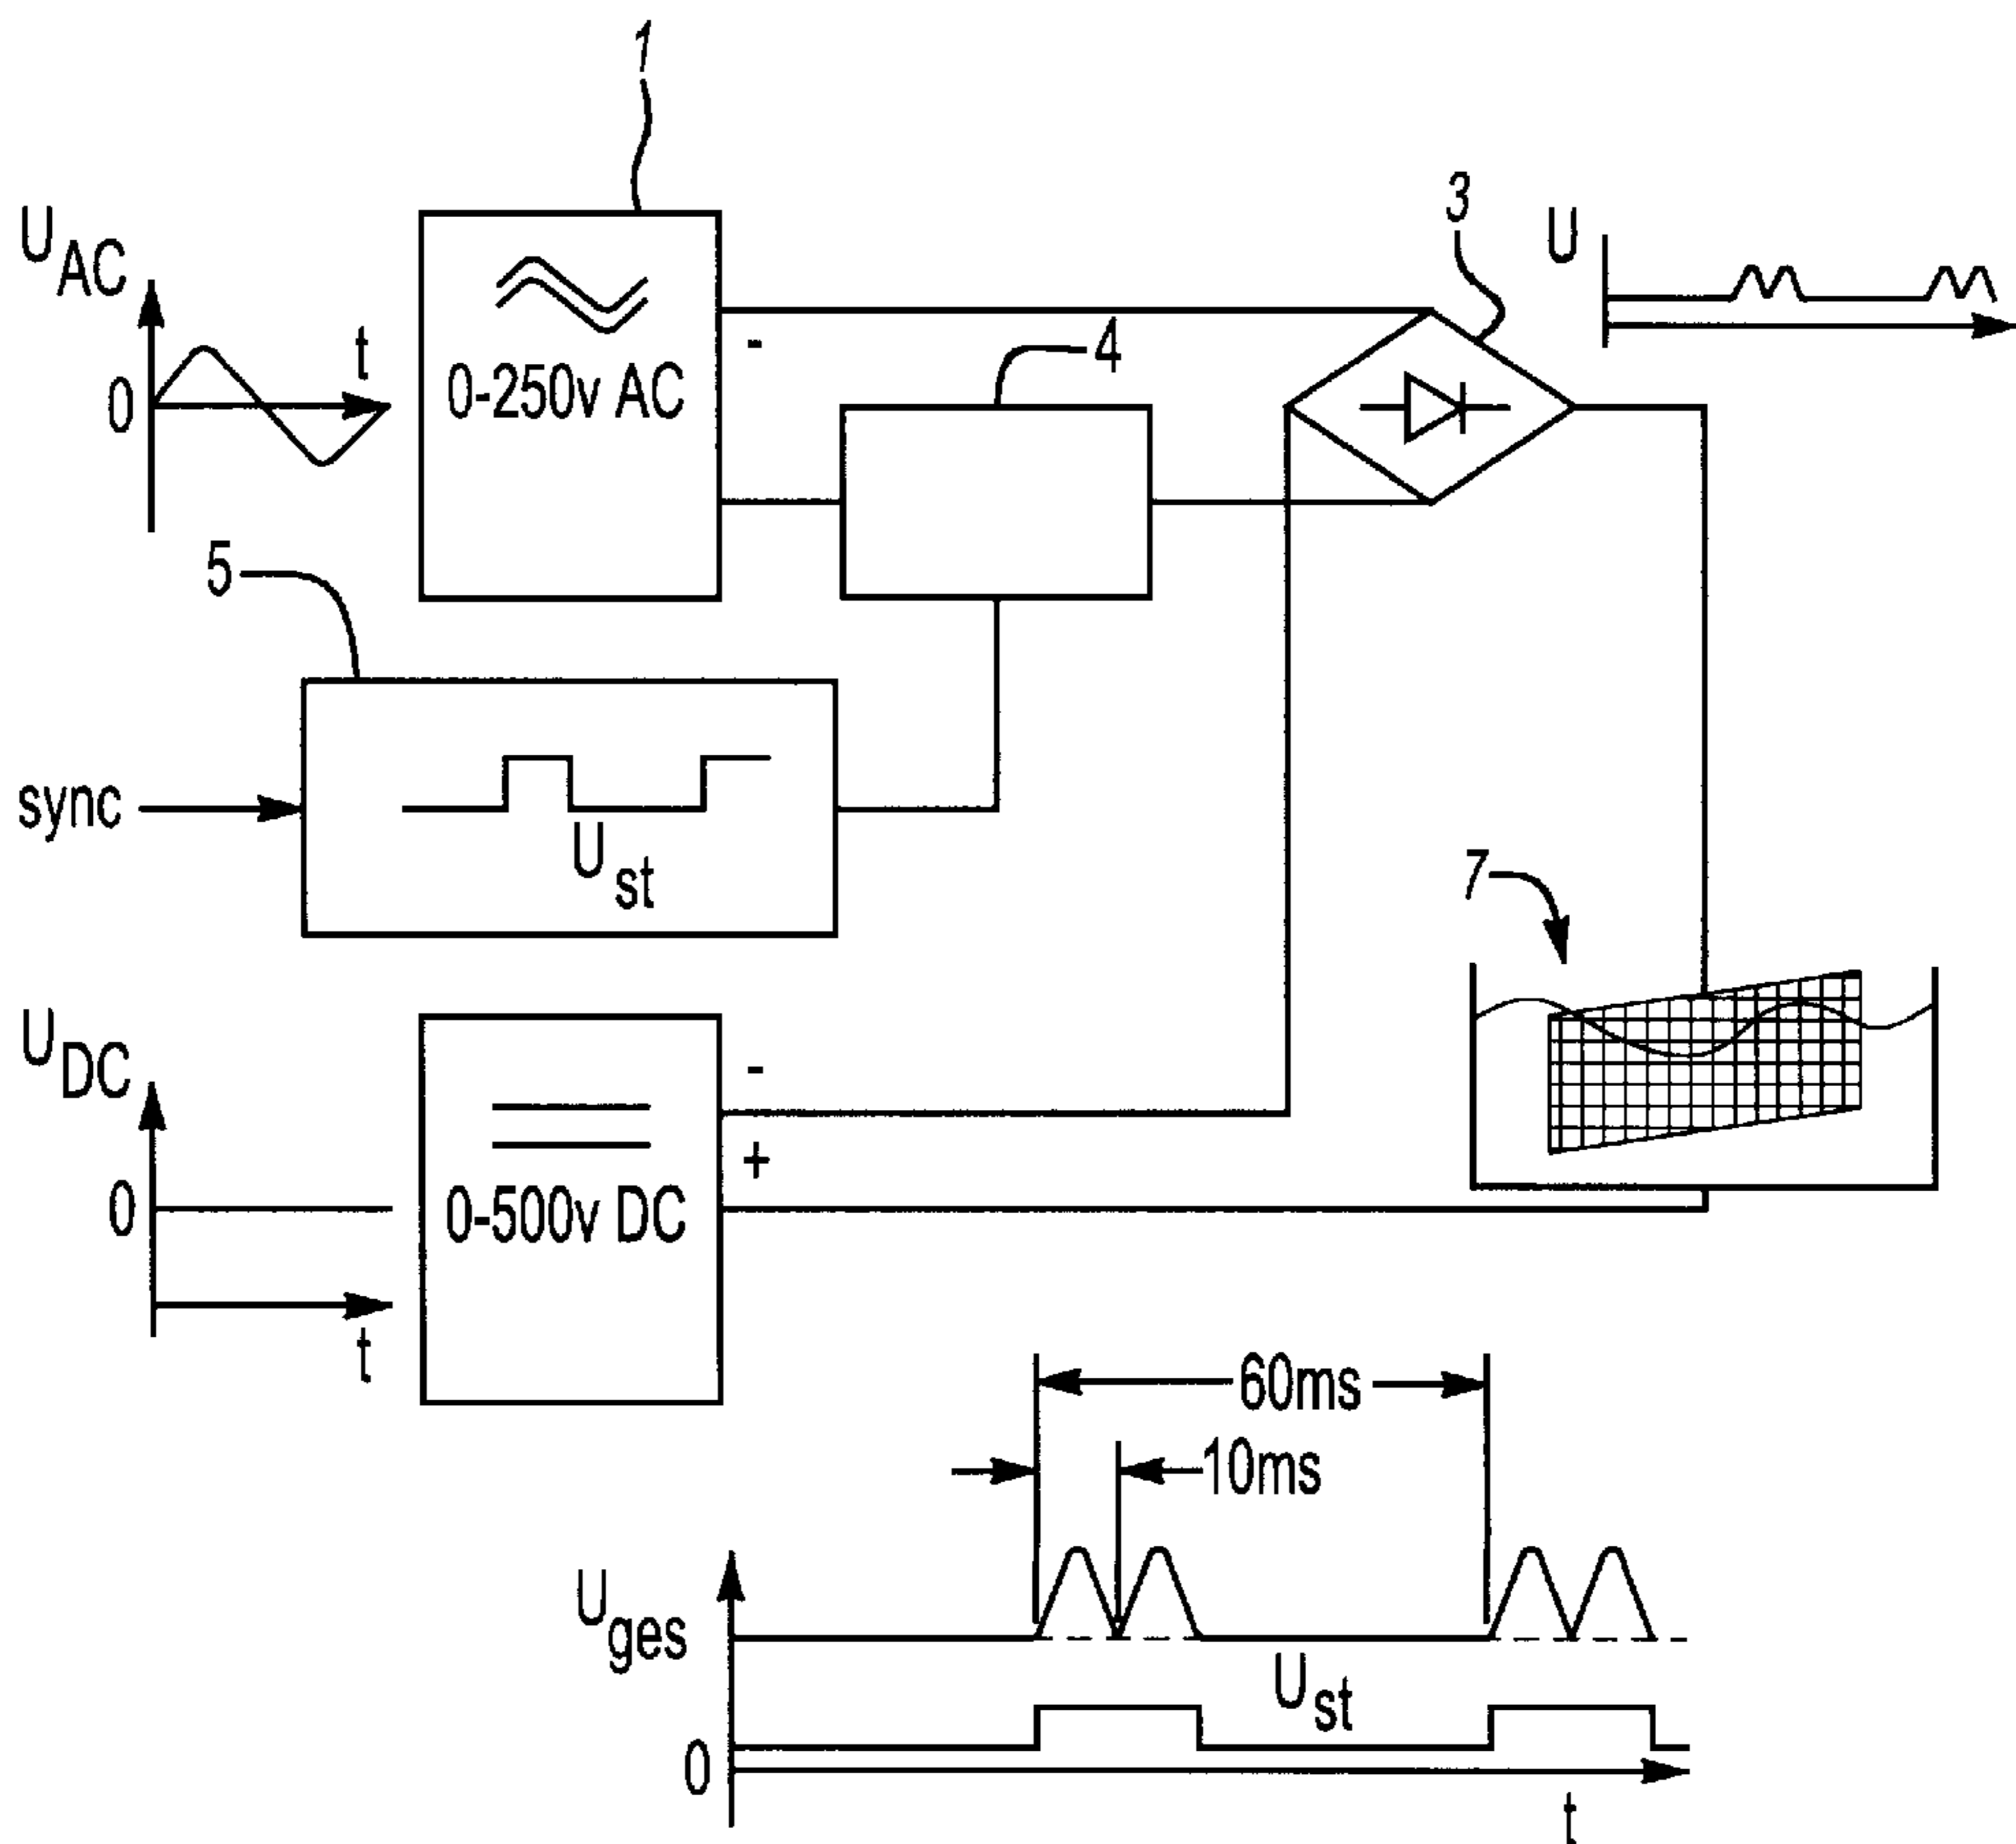 1
U AC
t
0
0-250v AC
-
3
U
4
5
sync
U st
7
U DC
0
t
-
+
0-500v DC
60ms
10ms
U ges
U st
0
t